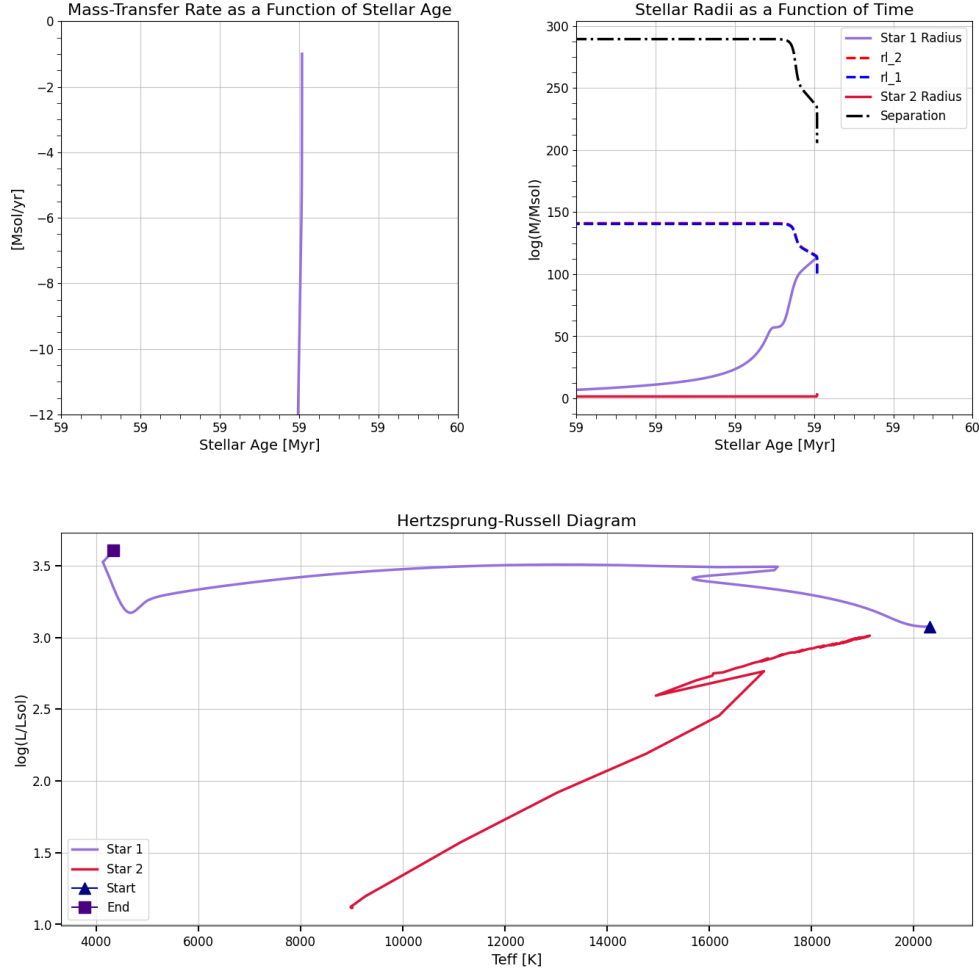 Mass-Transfer Rate as a Function of Stellar Age
0
−2
−4
−6
−8
−10
−12
[Msol/yr]
59
59
59
59
59
60
Stellar Age [Myr]
Stellar Radii as a Function of Time
300
250
200
150
100
50
0
log(M/Msol)
Star 1 Radius
rl_2
rl_1
Star 2 Radius
Separation
59
59
59
59
59
60
Stellar Age [Myr]
Hertzsprung-Russell Diagram
3.5
3.0
2.5
2.0
1.5
1.0
log(L/Lsol)
Star 1
Star 2
Start
End
4000
6000
8000
10000
12000
14000
16000
18000
20000
Teff [K]